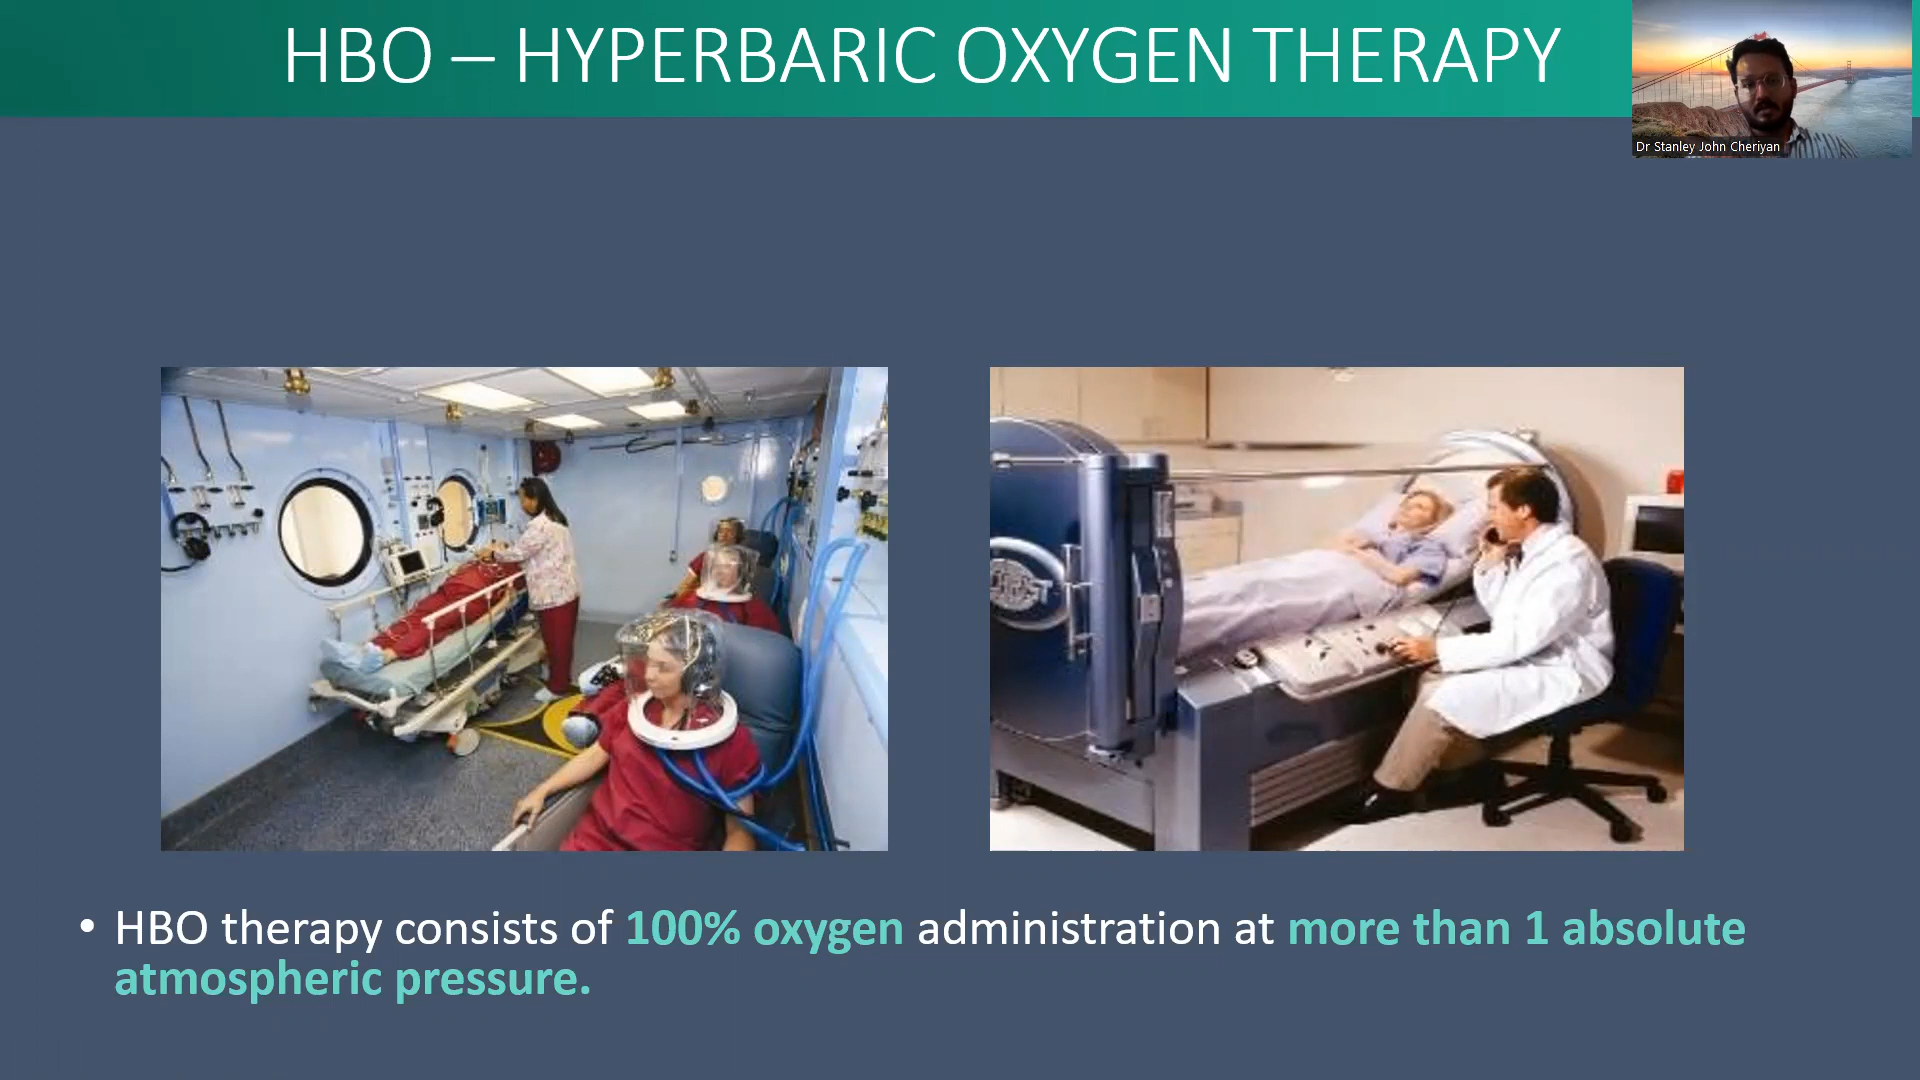 HBO – HYPERBARIC OXYGEN THERAPY
Dr Stanley John Cheriyan
• HBO therapy consists of 100% oxygen administration at more than 1 absolute
atmospheric pressure.